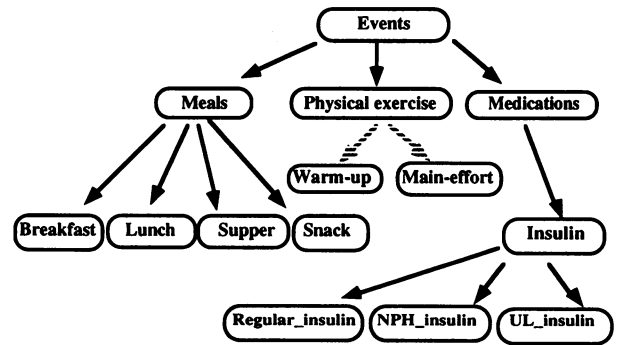 Events
Meals
Physical exercise
Medications
Warm-up
Main-effort
Breakfast
Lunch
Supper
Snack
Insulin
Regular_insulin
NPH_insulin
UL_insulin